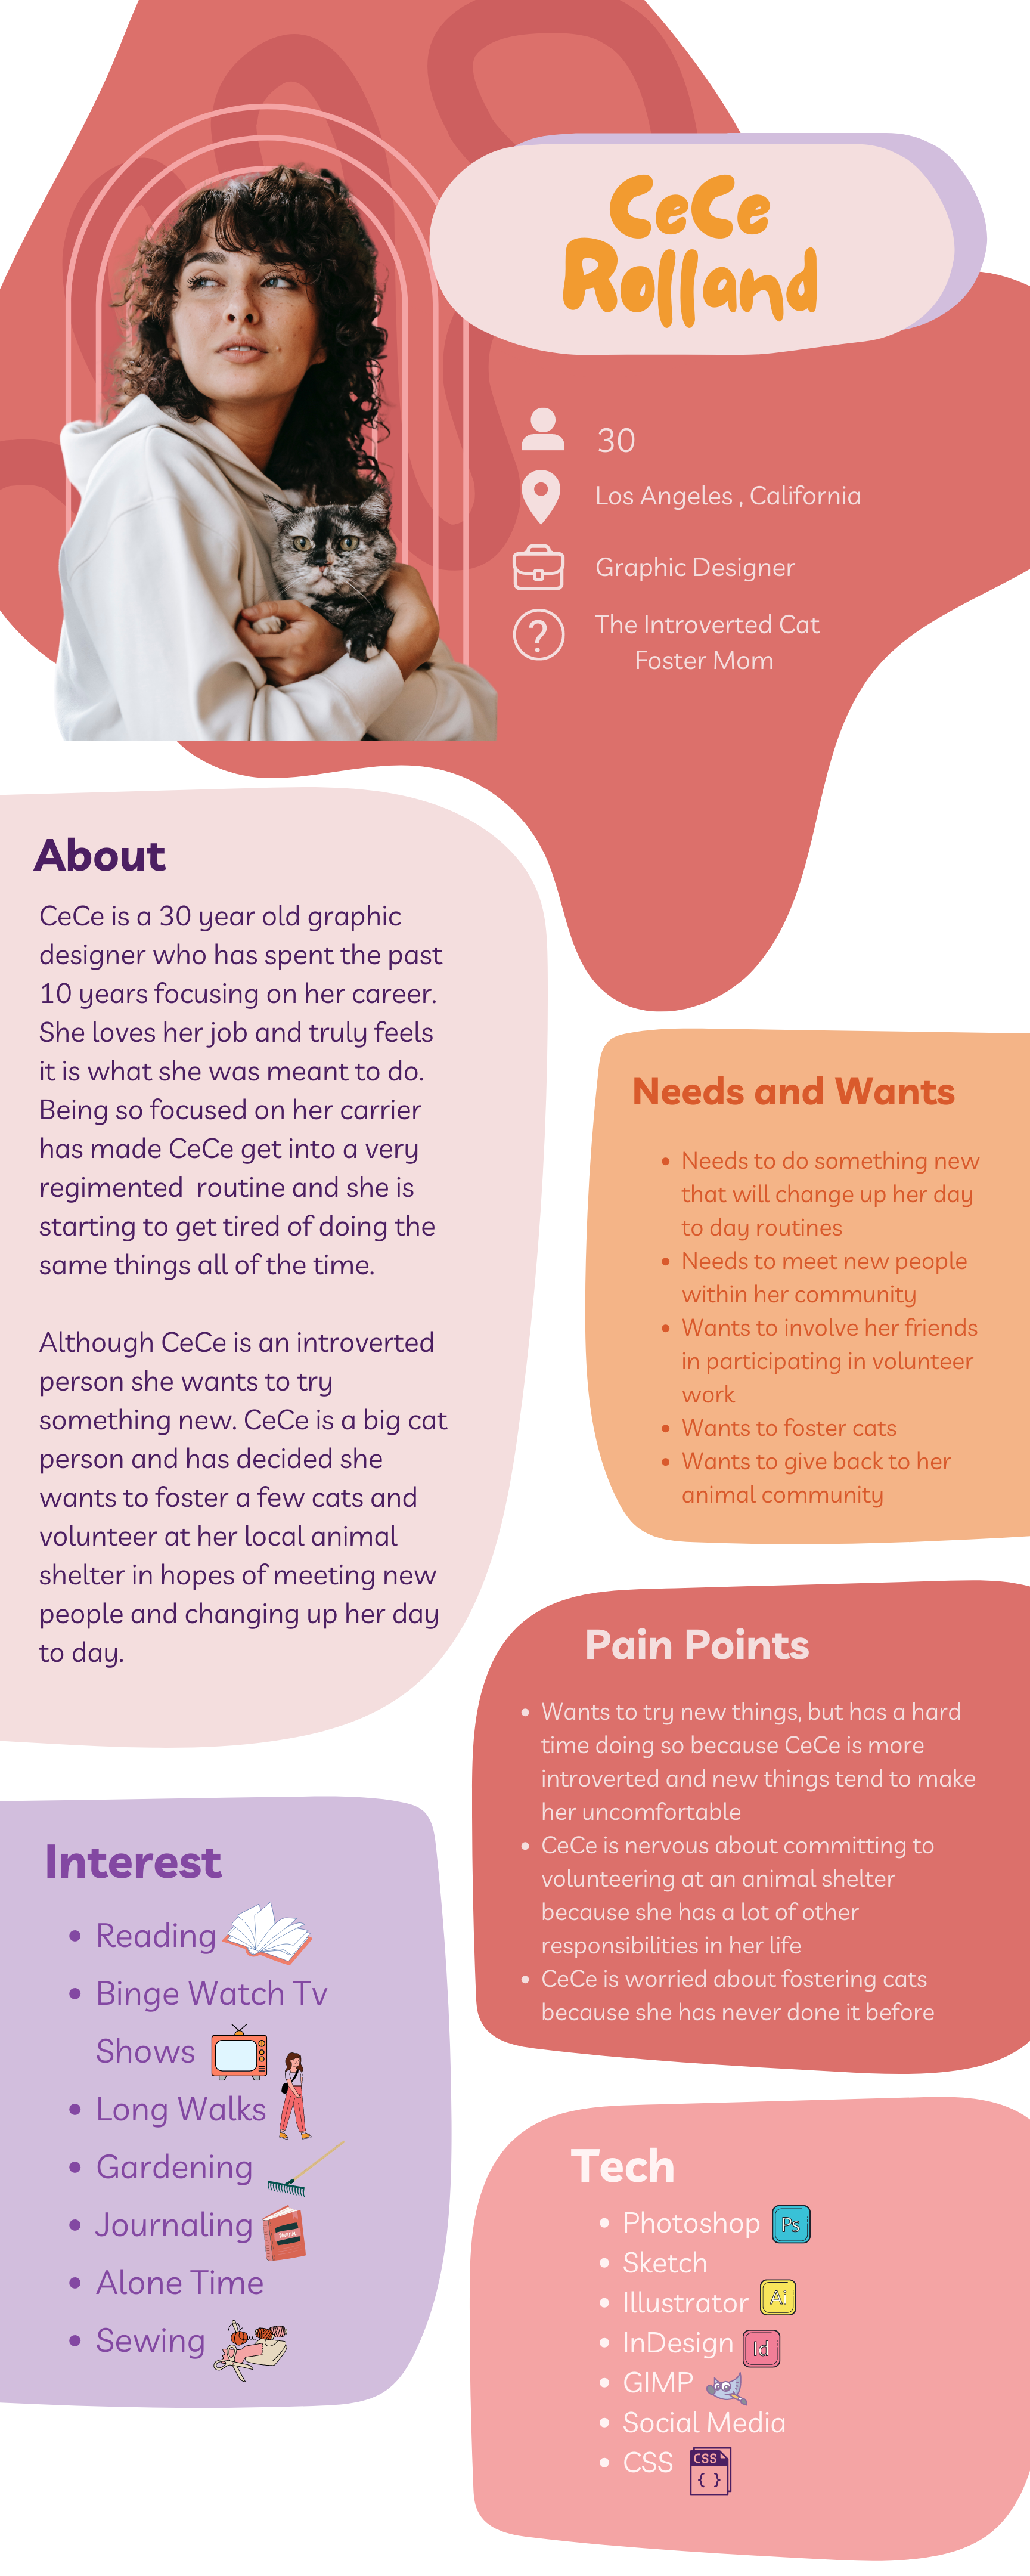 CeCe
Rolland
30
Los Angeles , California
Graphic Designer
The Introverted Cat
Foster Mom
About
CeCe is a 30 year old graphic
designer who has spent the past
10 years focusing on her career.
She loves her job and truly feels
it is what she was meant to do.
Being so focused on her carrier
has made CeCe get into a very
regimented  routine and she is
starting to get tired of doing the
same things all of the time.
Although CeCe is an introverted
person she wants to try
something new. CeCe is a big cat
person and has decided she
wants to foster a few cats and
volunteer at her local animal
shelter in hopes of meeting new
people and changing up her day
to day.
Needs and Wants
• Needs to do something new
that will change up her day
to day routines
• Needs to meet new people
within her community
• Wants to involve her friends
in participating in volunteer
work
• Wants to foster cats
• Wants to give back to her
animal community
Pain Points
• Wants to try new things, but has a hard
time doing so because CeCe is more
introverted and new things tend to make
her uncomfortable
• CeCe is nervous about committing to
volunteering at an animal shelter
because she has a lot of other
responsibilities in her life
• CeCe is worried about fostering cats
because she has never done it before
Interest
• Reading
• Binge Watch Tv
Shows
• Long Walks
• Gardening
• Journaling
• Alone Time
• Sewing
Tech
• Photoshop Ps
• Sketch
• Illustrator Ai
• InDesign Id
• GIMP
• Social Media
• CSS CSS
{ }